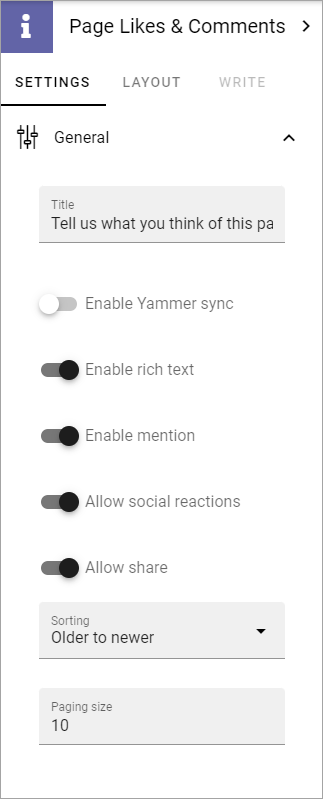 Page Likes & Comments
SETTINGS LAYOUT WRITE
General
Title
Tell us what you think of this pa
Enable Yammer sync
Enable rich text
Enable mention
Allow social reactions
Allow share
Sorting
Older to newer
Paging size
10